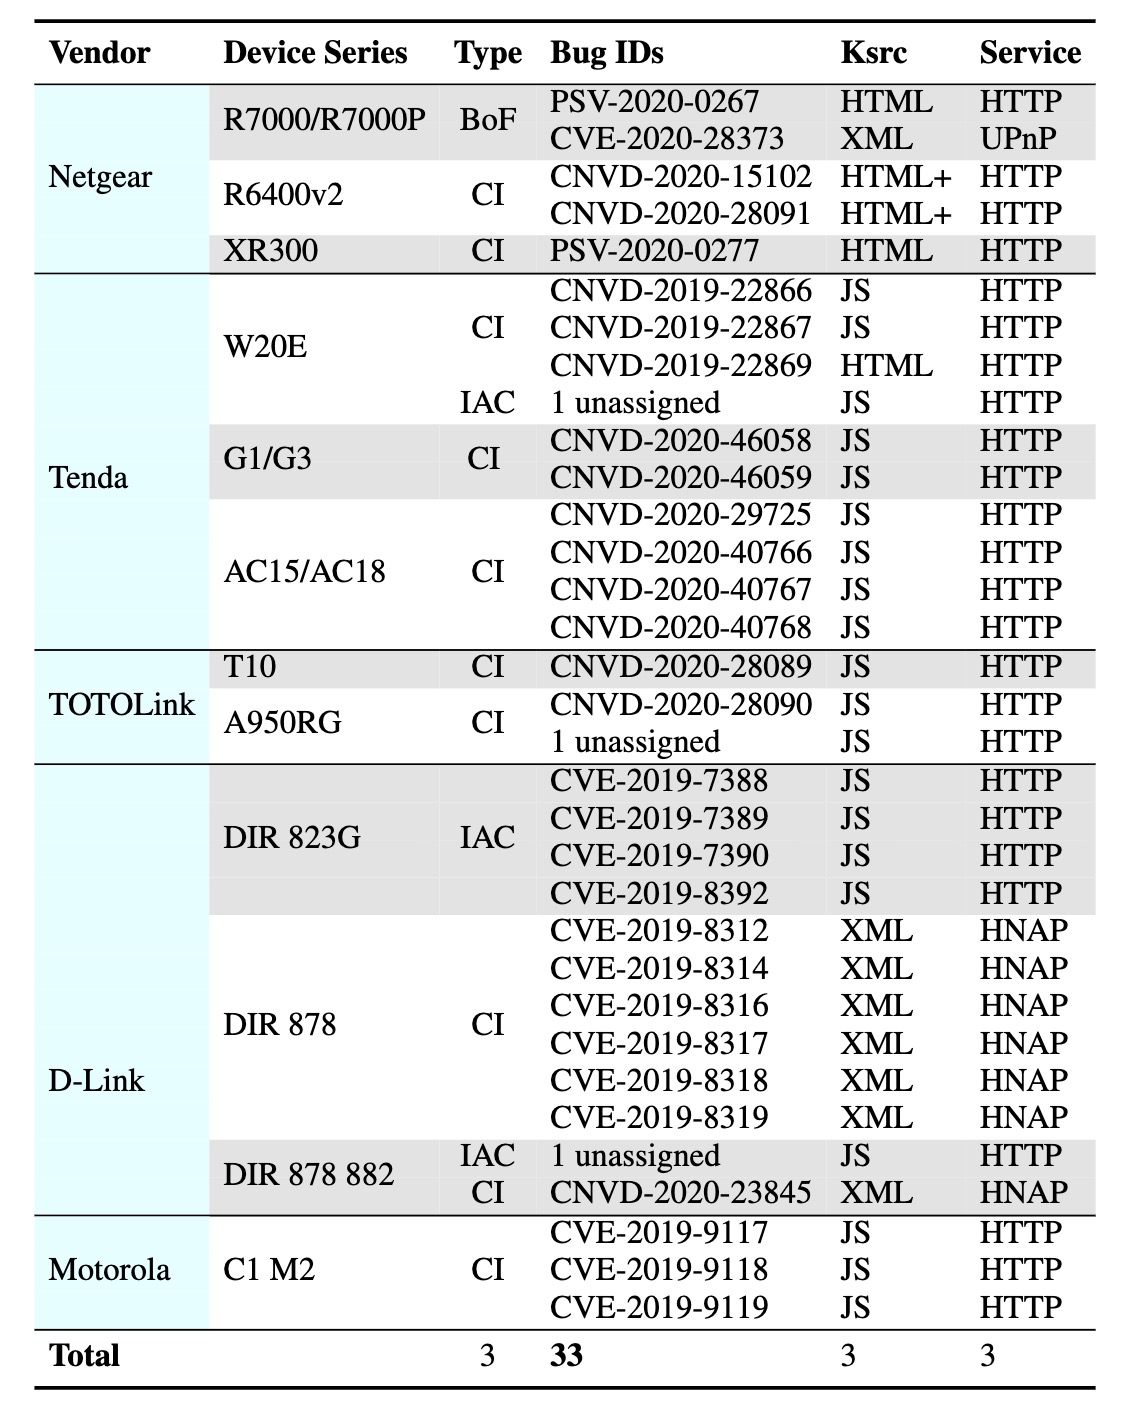 Vendor Device Series Type Bug IDs Ksrc Service
Netgear R7000/R7000P BoF PSV-2020-0267 HTML HTTP
CVE-2020-28373 XML UPnP
R6400v2 CI CNVD-2020-15102 HTML+ HTTP
CNVD-2020-28091 HTML+ HTTP
XR300 CI PSV-2020-0277 HTML HTTP
Tenda W20E CI CNVD-2019-22866 JS HTTP
CNVD-2019-22867 JS HTTP
CNVD-2019-22869 HTML HTTP
IAC 1 unassigned JS HTTP
G1/G3 CI CNVD-2020-46058 JS HTTP
CNVD-2020-46059 JS HTTP
AC15/AC18 CI CNVD-2020-29725 JS HTTP
CNVD-2020-40766 JS HTTP
CNVD-2020-40767 JS HTTP
CNVD-2020-40768 JS HTTP
TOTOLink T10 CI CNVD-2020-28089 JS HTTP
A950RG CI CNVD-2020-28090 JS HTTP
1 unassigned JS HTTP
D-Link DIR 823G IAC CVE-2019-7388 JS HTTP
CVE-2019-7389 JS HTTP
CVE-2019-7390 JS HTTP
CVE-2019-8392 JS HTTP
DIR 878 CI CVE-2019-8312 XML HNAP
CVE-2019-8314 XML HNAP
CVE-2019-8316 XML HNAP
CVE-2019-8317 XML HNAP
CVE-2019-8318 XML HNAP
CVE-2019-8319 XML HNAP
DIR 878 882 IAC 1 unassigned JS HTTP
CI CNVD-2020-23845 XML HNAP
Motorola C1 M2 CI CVE-2019-9117 JS HTTP
CVE-2019-9118 JS HTTP
CVE-2019-9119 JS HTTP
Total 3 33 3 3